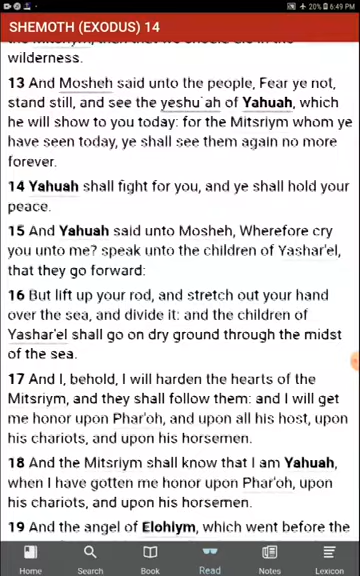 20% 6:49 PM
SHEMOTH (EXODUS) 14
wilderness.
13 And Mosheh said unto the people, Fear ye not,
stand still, and see the yeshu`ah of Yahuah, which
he will show to you today: for the Mitsriym whom ye
have seen today, ye shall see them again no more
forever.
14 Yahuah shall fight for you, and ye shall hold your
peace.
15 And Yahuah said unto Mosheh, Wherefore cry
you unto me? speak unto the children of Yashar'el,
that they go forward:
16 But lift up your rod, and stretch out your hand
over the sea, and divide it: and the children of
Yashar'el shall go on dry ground through the midst
of the sea.
17 And I, behold, I will harden the hearts of the
Mitsriym, and they shall follow them: and I will get
me honor upon Phar'oh, and upon all his host, upon
his chariots, and upon his horsemen.
18 And the Mitsriym shall know that I am Yahuah,
when I have gotten me honor upon Phar'oh, upon
his chariots, and upon his horsemen.
19 And the angel of Elohiym, which went before the
Home Search Book Read Notes Lexicon